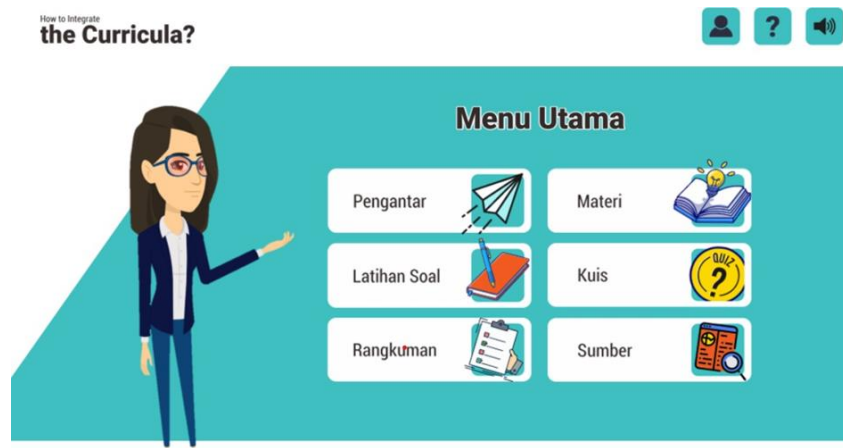 How to Integrate
the Curricula?
?
Menu Utama
Pengantar
Materi
Latihan Soal
Kuis
QUIZ
?
Rangkuman
Sumber